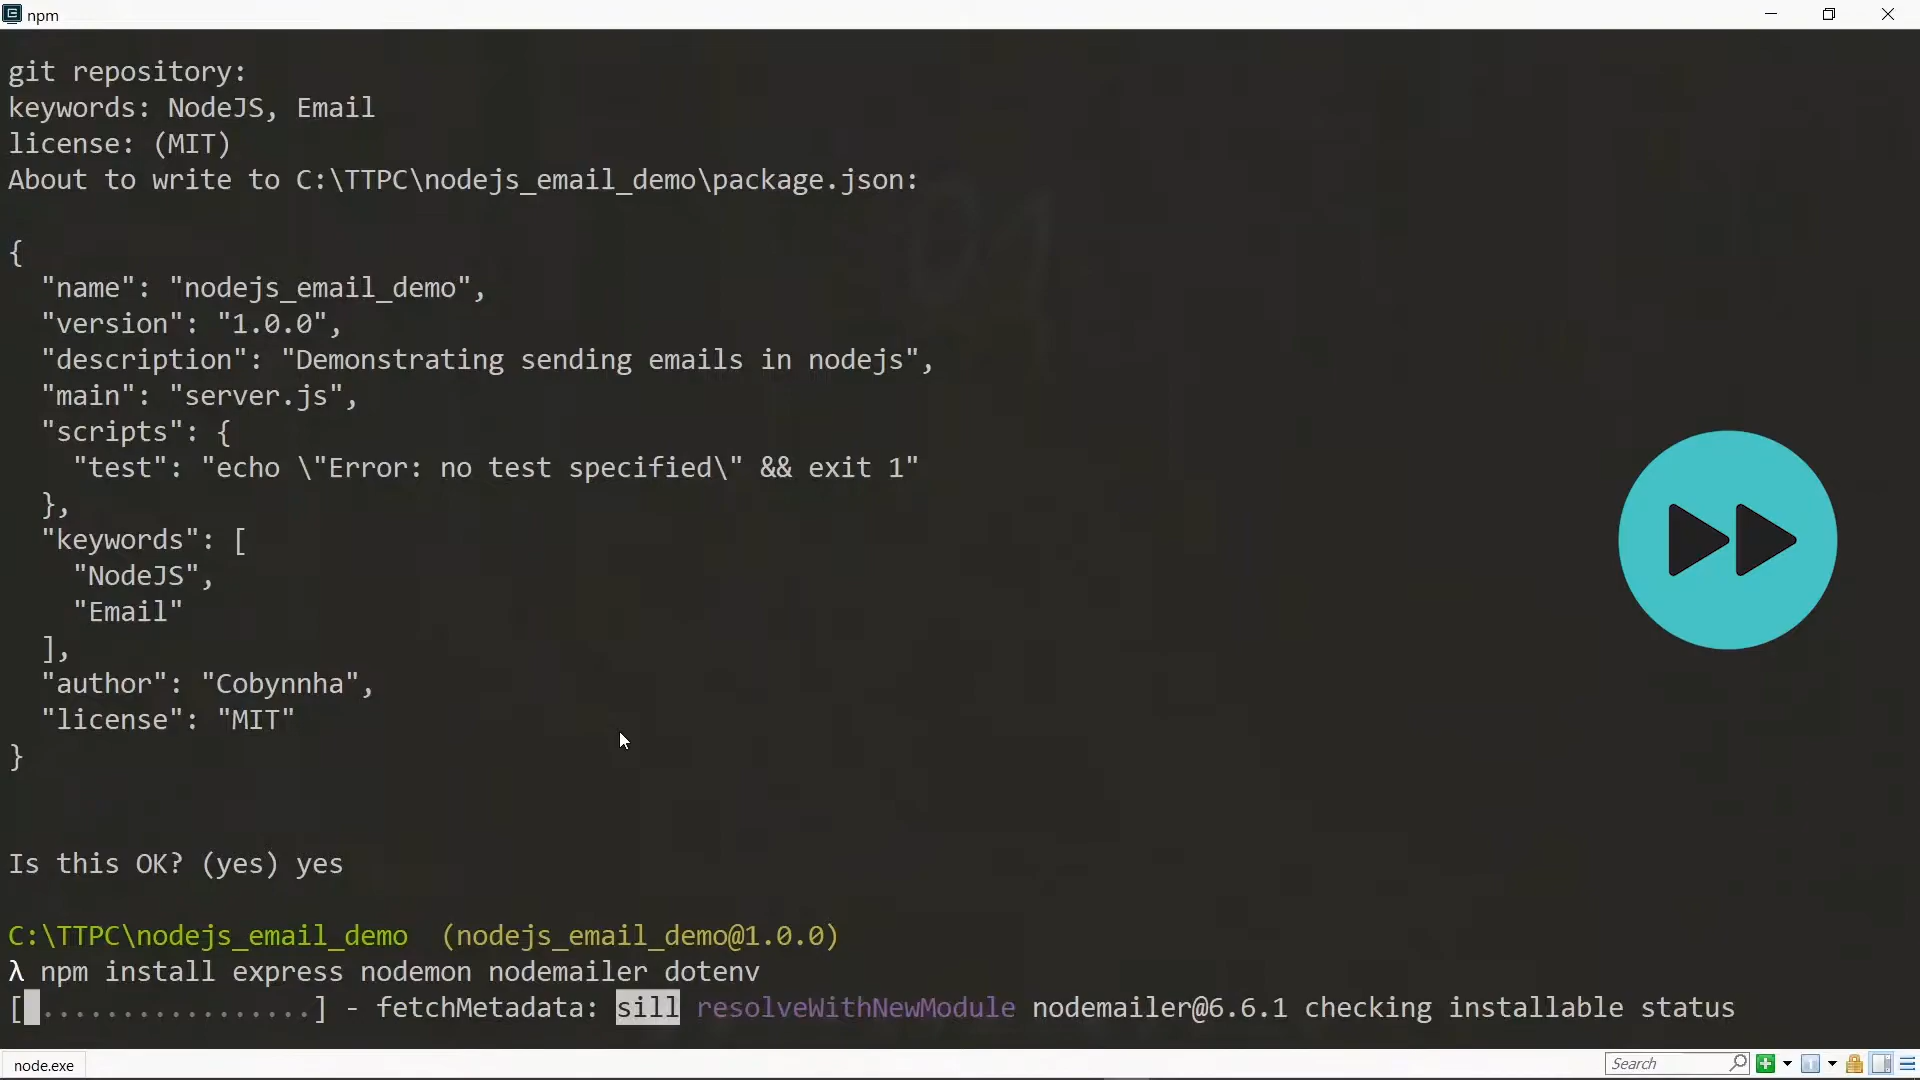 npm
git repository:
keywords: NodeJS, Email
license: (MIT)
About to write to C:\TTPC\nodejs_email_demo\package.json:
{
  "name": "nodejs_email_demo",
  "version": "1.0.0",
  "description": "Demonstrating sending emails in nodejs",
  "main": "server.js",
  "scripts": {
    "test": "echo \"Error: no test specified\" && exit 1"
  },
  "keywords": [
    "NodeJS",
    "Email"
  ],
  "author": "Cobynnha",
  "license": "MIT"
}
Is this OK? (yes) yes
C:\TTPC\nodejs_email_demo  (nodejs_email_demo@1.0.0)
λ npm install express nodemon nodemailer dotenv
[ .................] - fetchMetadata: sill resolveWithNewModule nodemailer@6.6.1 checking installable status
node.exe
Search